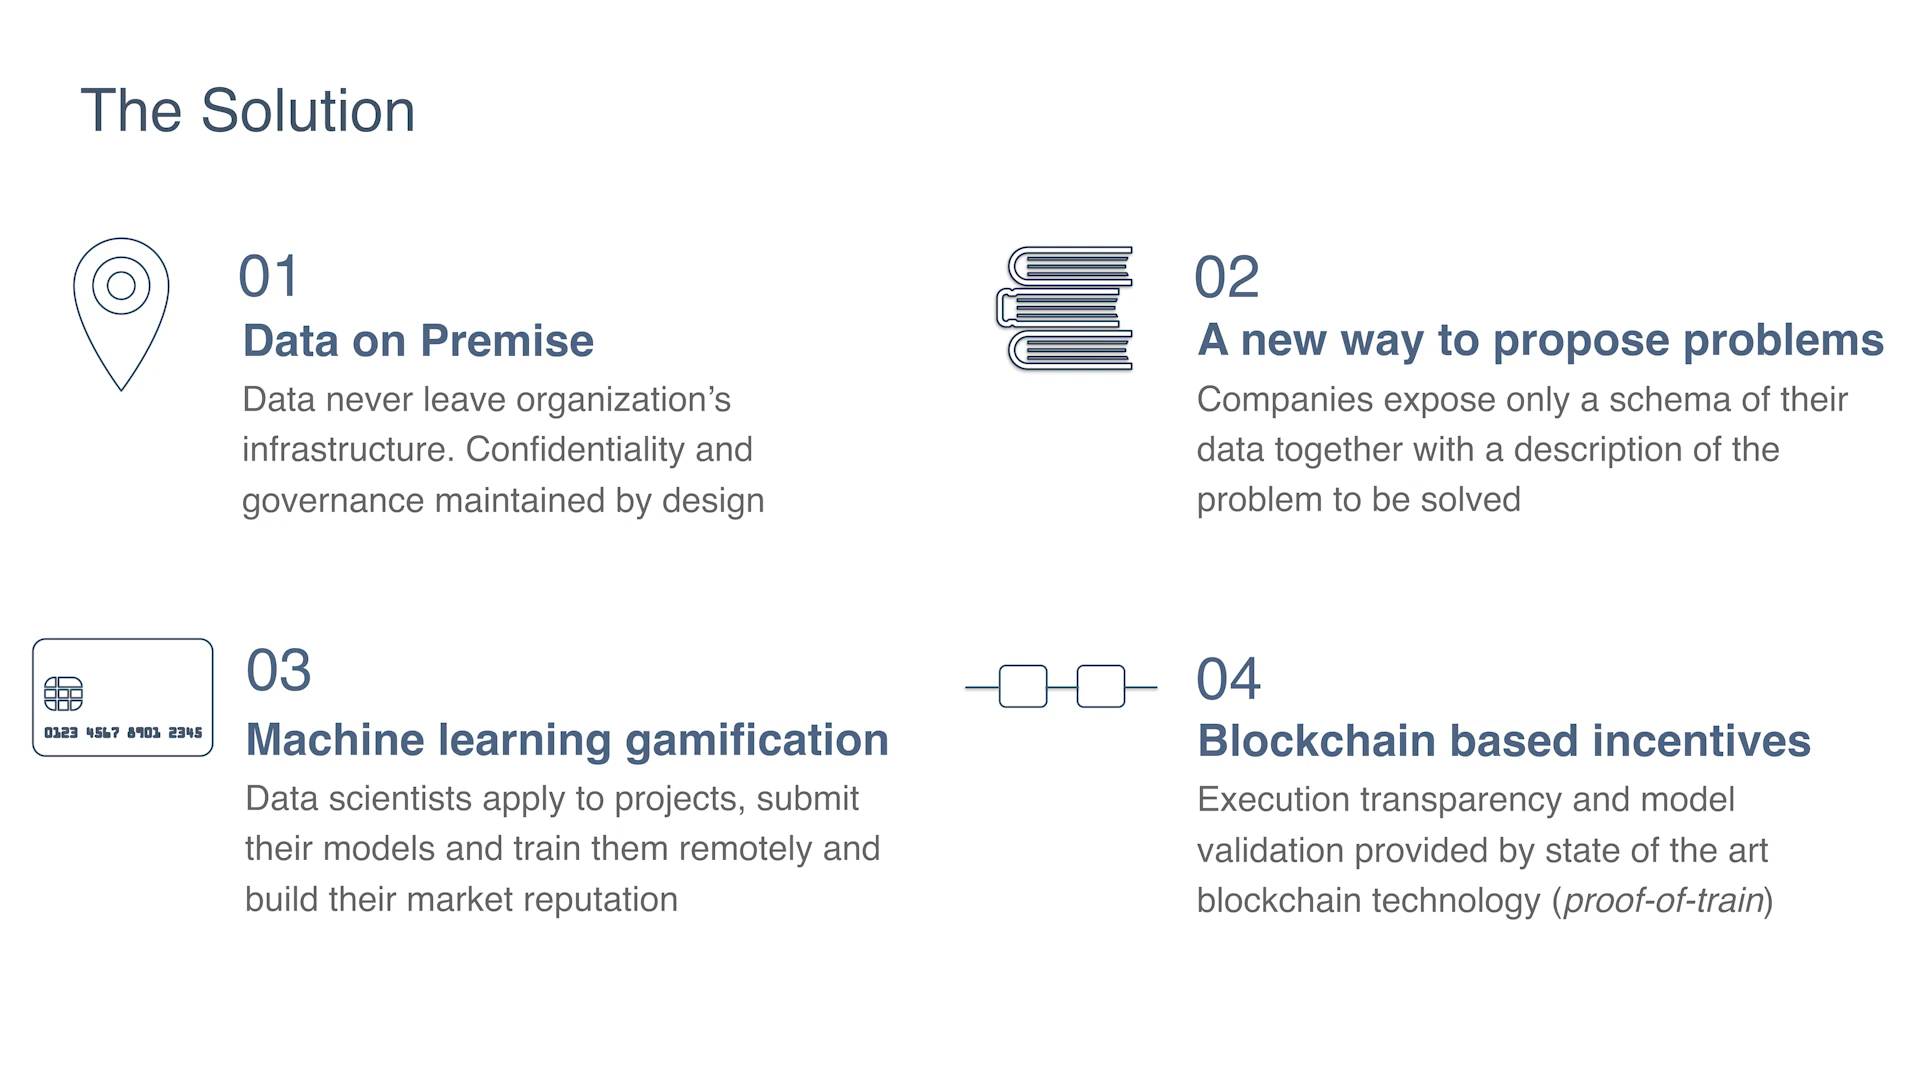 The Solution
01
Data on Premise
Data never leave organization’s
infrastructure. Confidentiality and
governance maintained by design
02
A new way to propose problems
Companies expose only a schema of their
data together with a description of the
problem to be solved
03
Machine learning gamification
Data scientists apply to projects, submit
their models and train them remotely and
build their market reputation
0123 4567 8901 2345
04
Blockchain based incentives
Execution transparency and model
validation provided by state of the art
blockchain technology (proof-of-train)